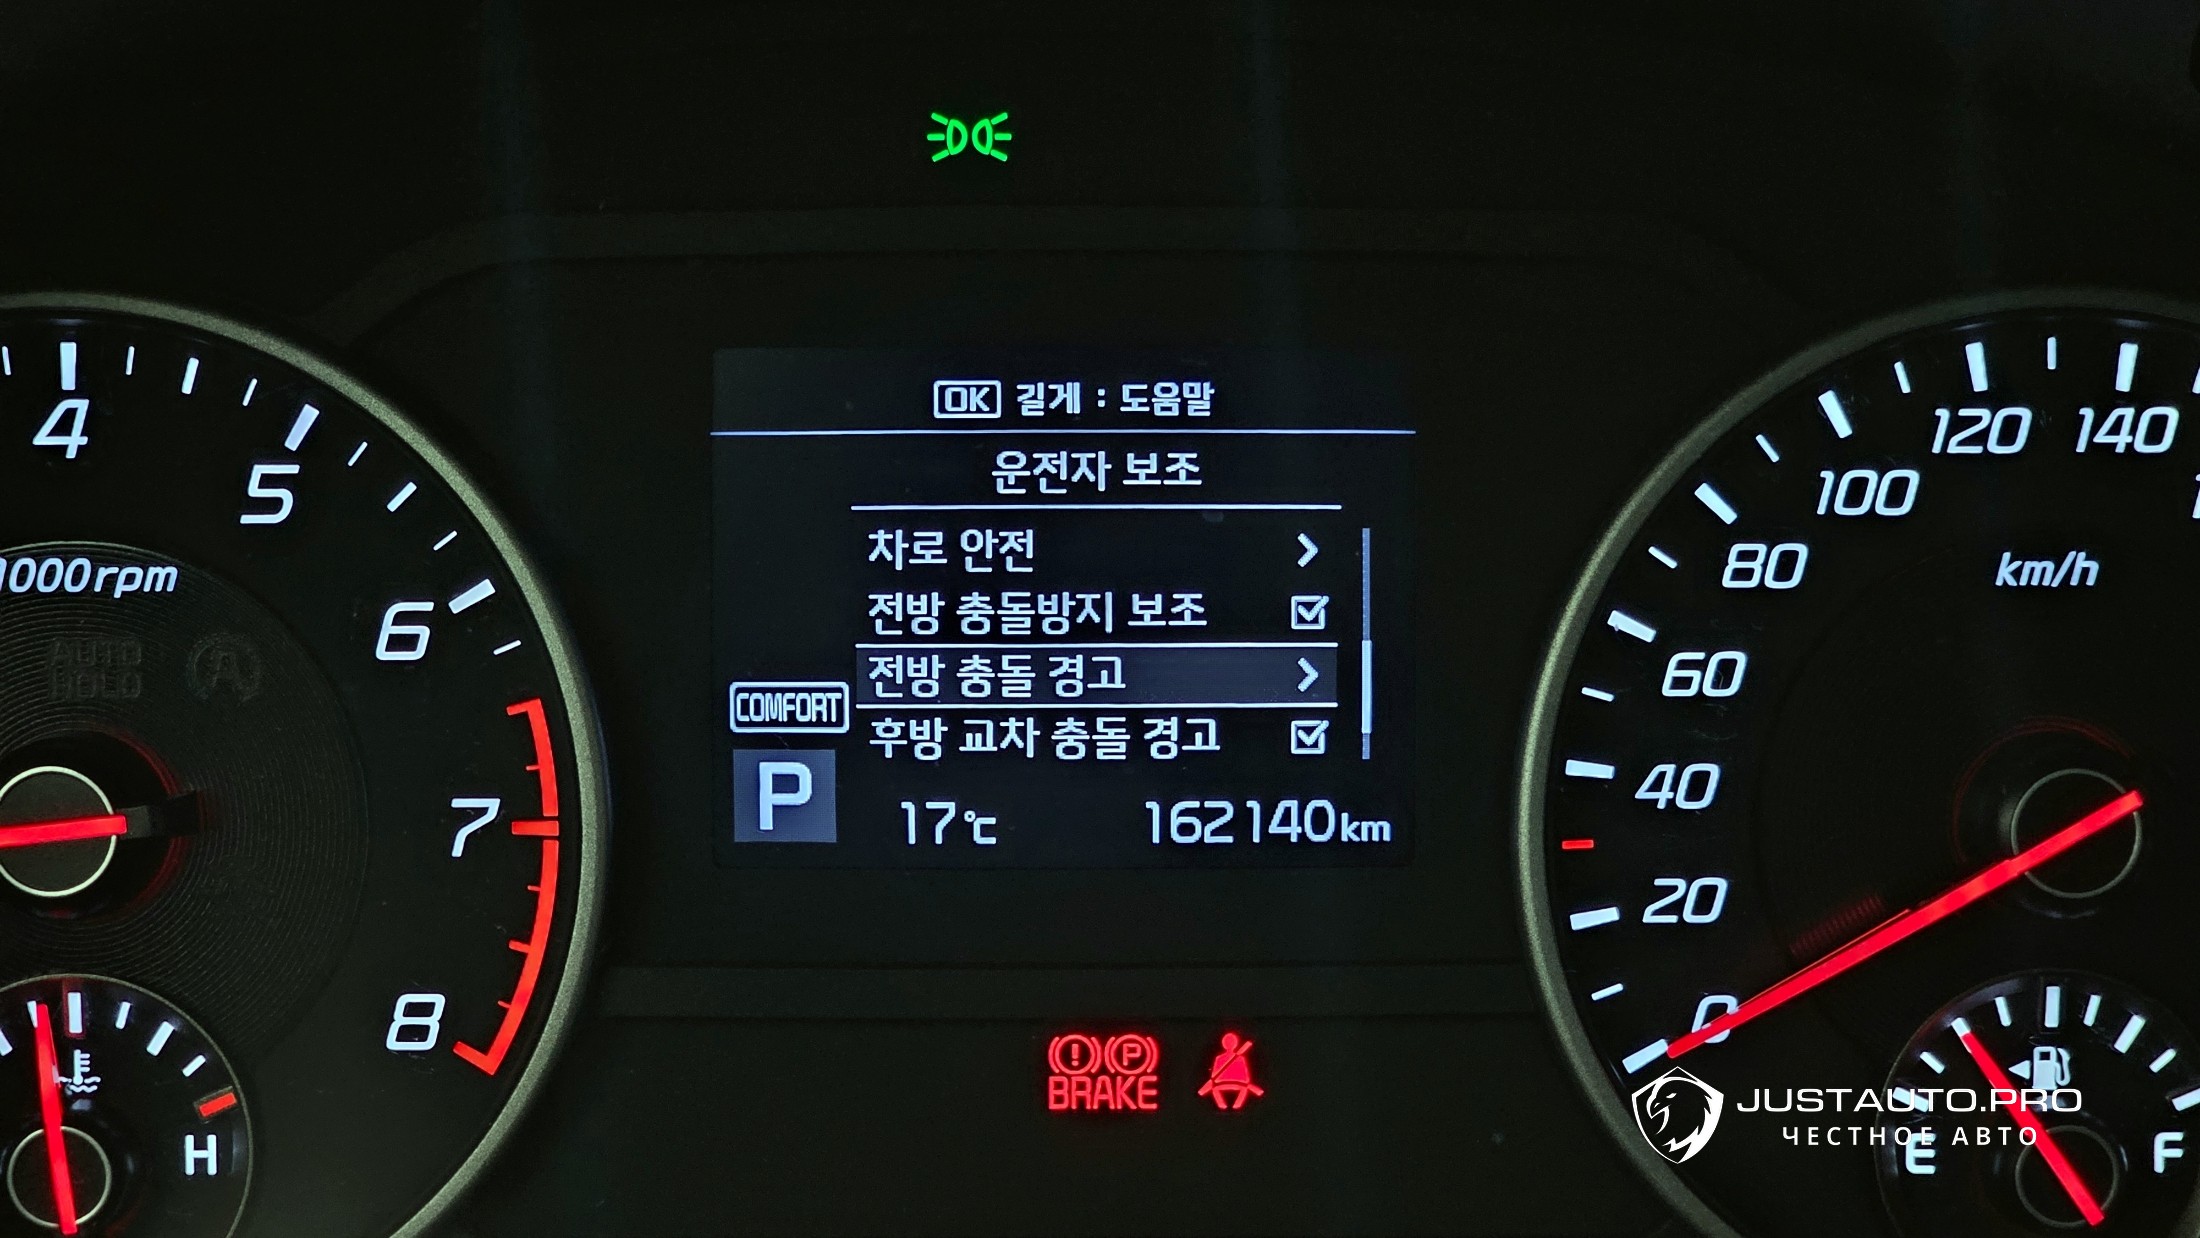 OK 길게 : 도움말
운전자 보조
차로 안전
전방 충돌방지 보조
전방 충돌 경고
후방 교차 충돌 경고
COMFORT
P
17℃
162140km
4
5
6
7
8
000rpm
AUTO
HOLD
A
H
BRAKE
P
0
20
40
60
80
100
120
140
km/h
E
F
JUSTAUTO.PRO
ЧЕСТНОЕ АВТО